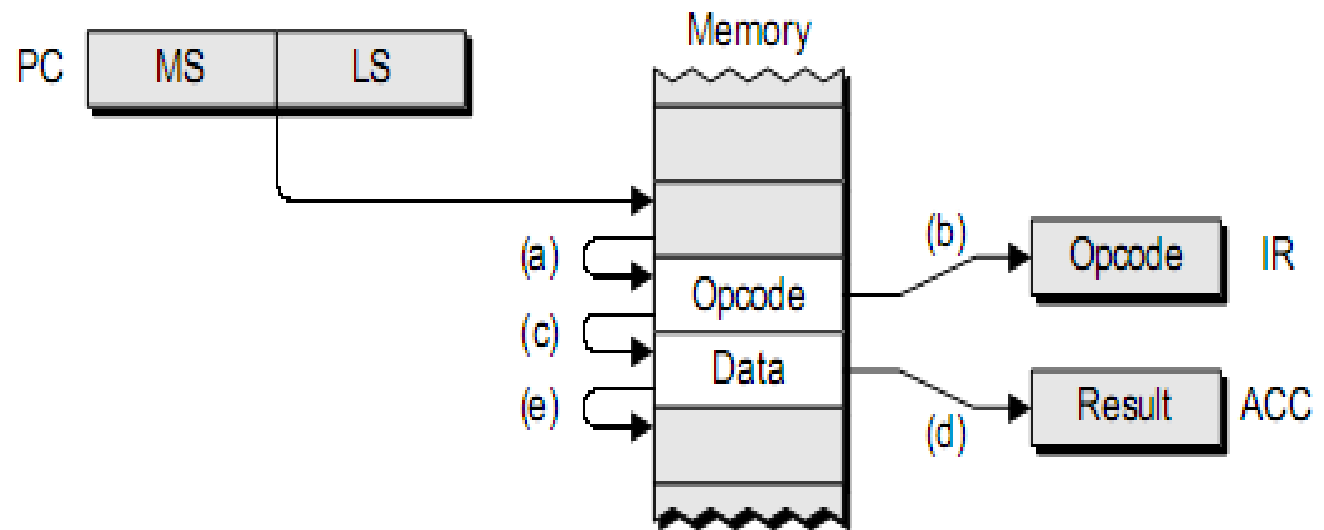 Memory
PC MS LS
(a)
(b)
Opcode IR
Opcode
(c)
Data
(e)
Result ACC
(d)